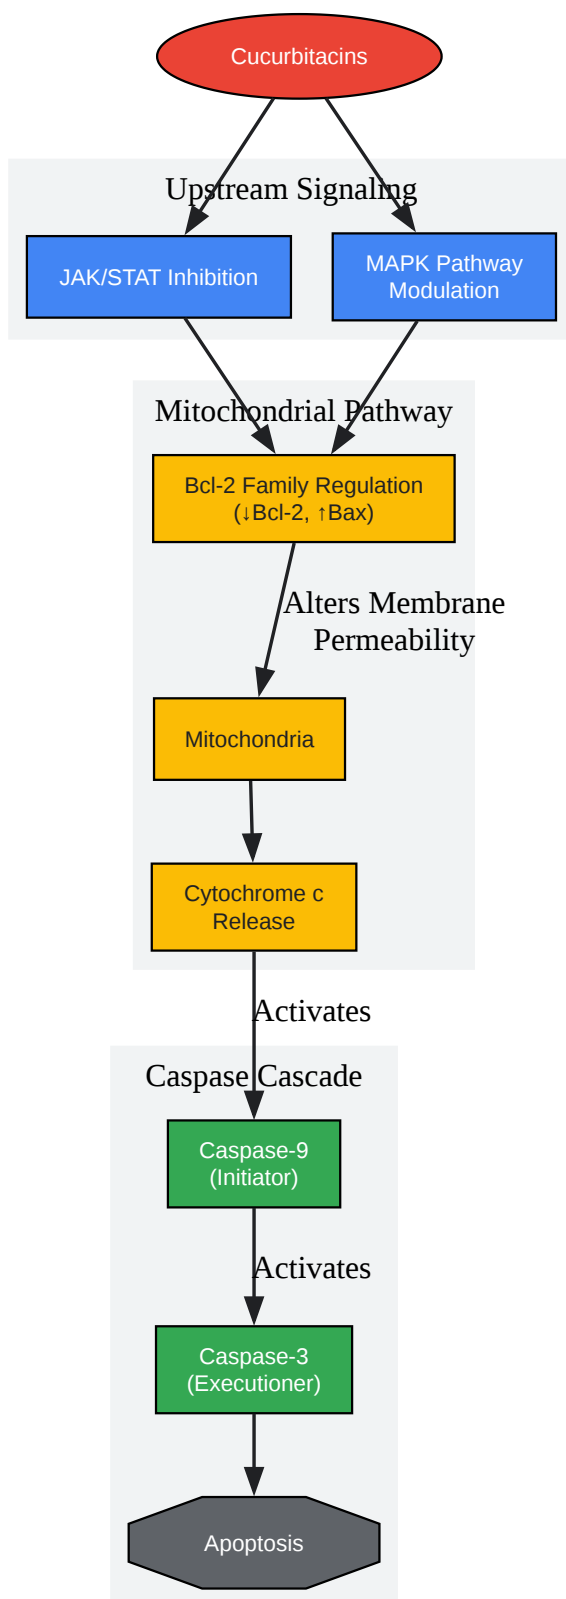 Cucurbitacins
Upstream Signaling
JAK/STAT Inhibition
MAPK Pathway
Modulation
Mitochondrial Pathway
Bcl-2 Family Regulation
(↓Bcl-2, ↑Bax)
Alters Membrane
Permeability
Mitochondria
Cytochrome c
Release
Activates
Caspase Cascade
Caspase-9
(Initiator)
Activates
Caspase-3
(Executioner)
Apoptosis